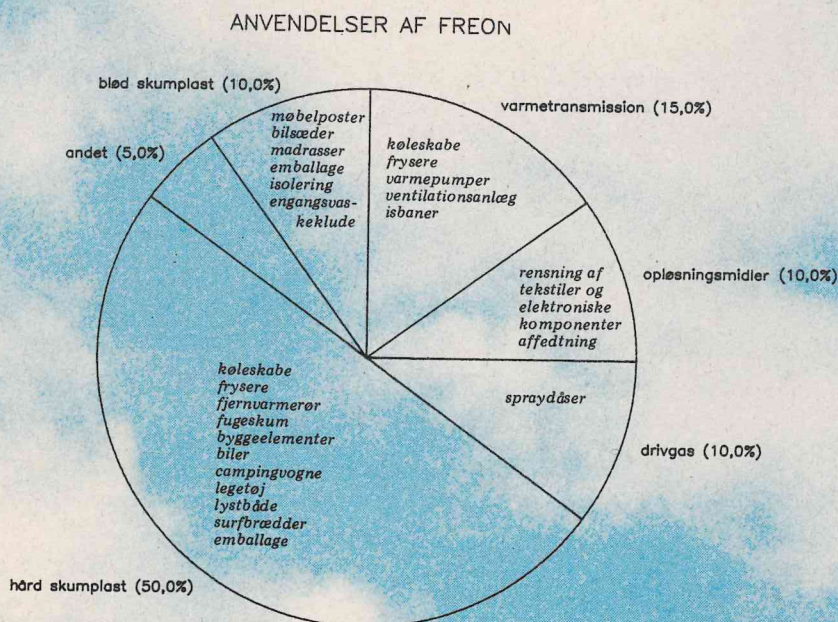 ANVENDELSER AF FREON
blød skumplast (10,0%)
møbelposter
bilsæder
madrasser
emballage
isolering
engangsvas-
keklude
varmetransmission (15,0%)
køleskabe
frysere
varmepumper
ventilationsanlæg
isbaner
andet (5,0%)
opløsningsmidler (10,0%)
rensning af
tekstiler og
elektroniske
komponenter
affedtning
spraydåser
drivgas (10,0%)
køleskabe
frysere
fjernvarmerør
fugeskum
byggeelementer
biler
campingvogne
legetøj
lystbåde
surfbrædder
emballage
hård skumplast (50,0%)